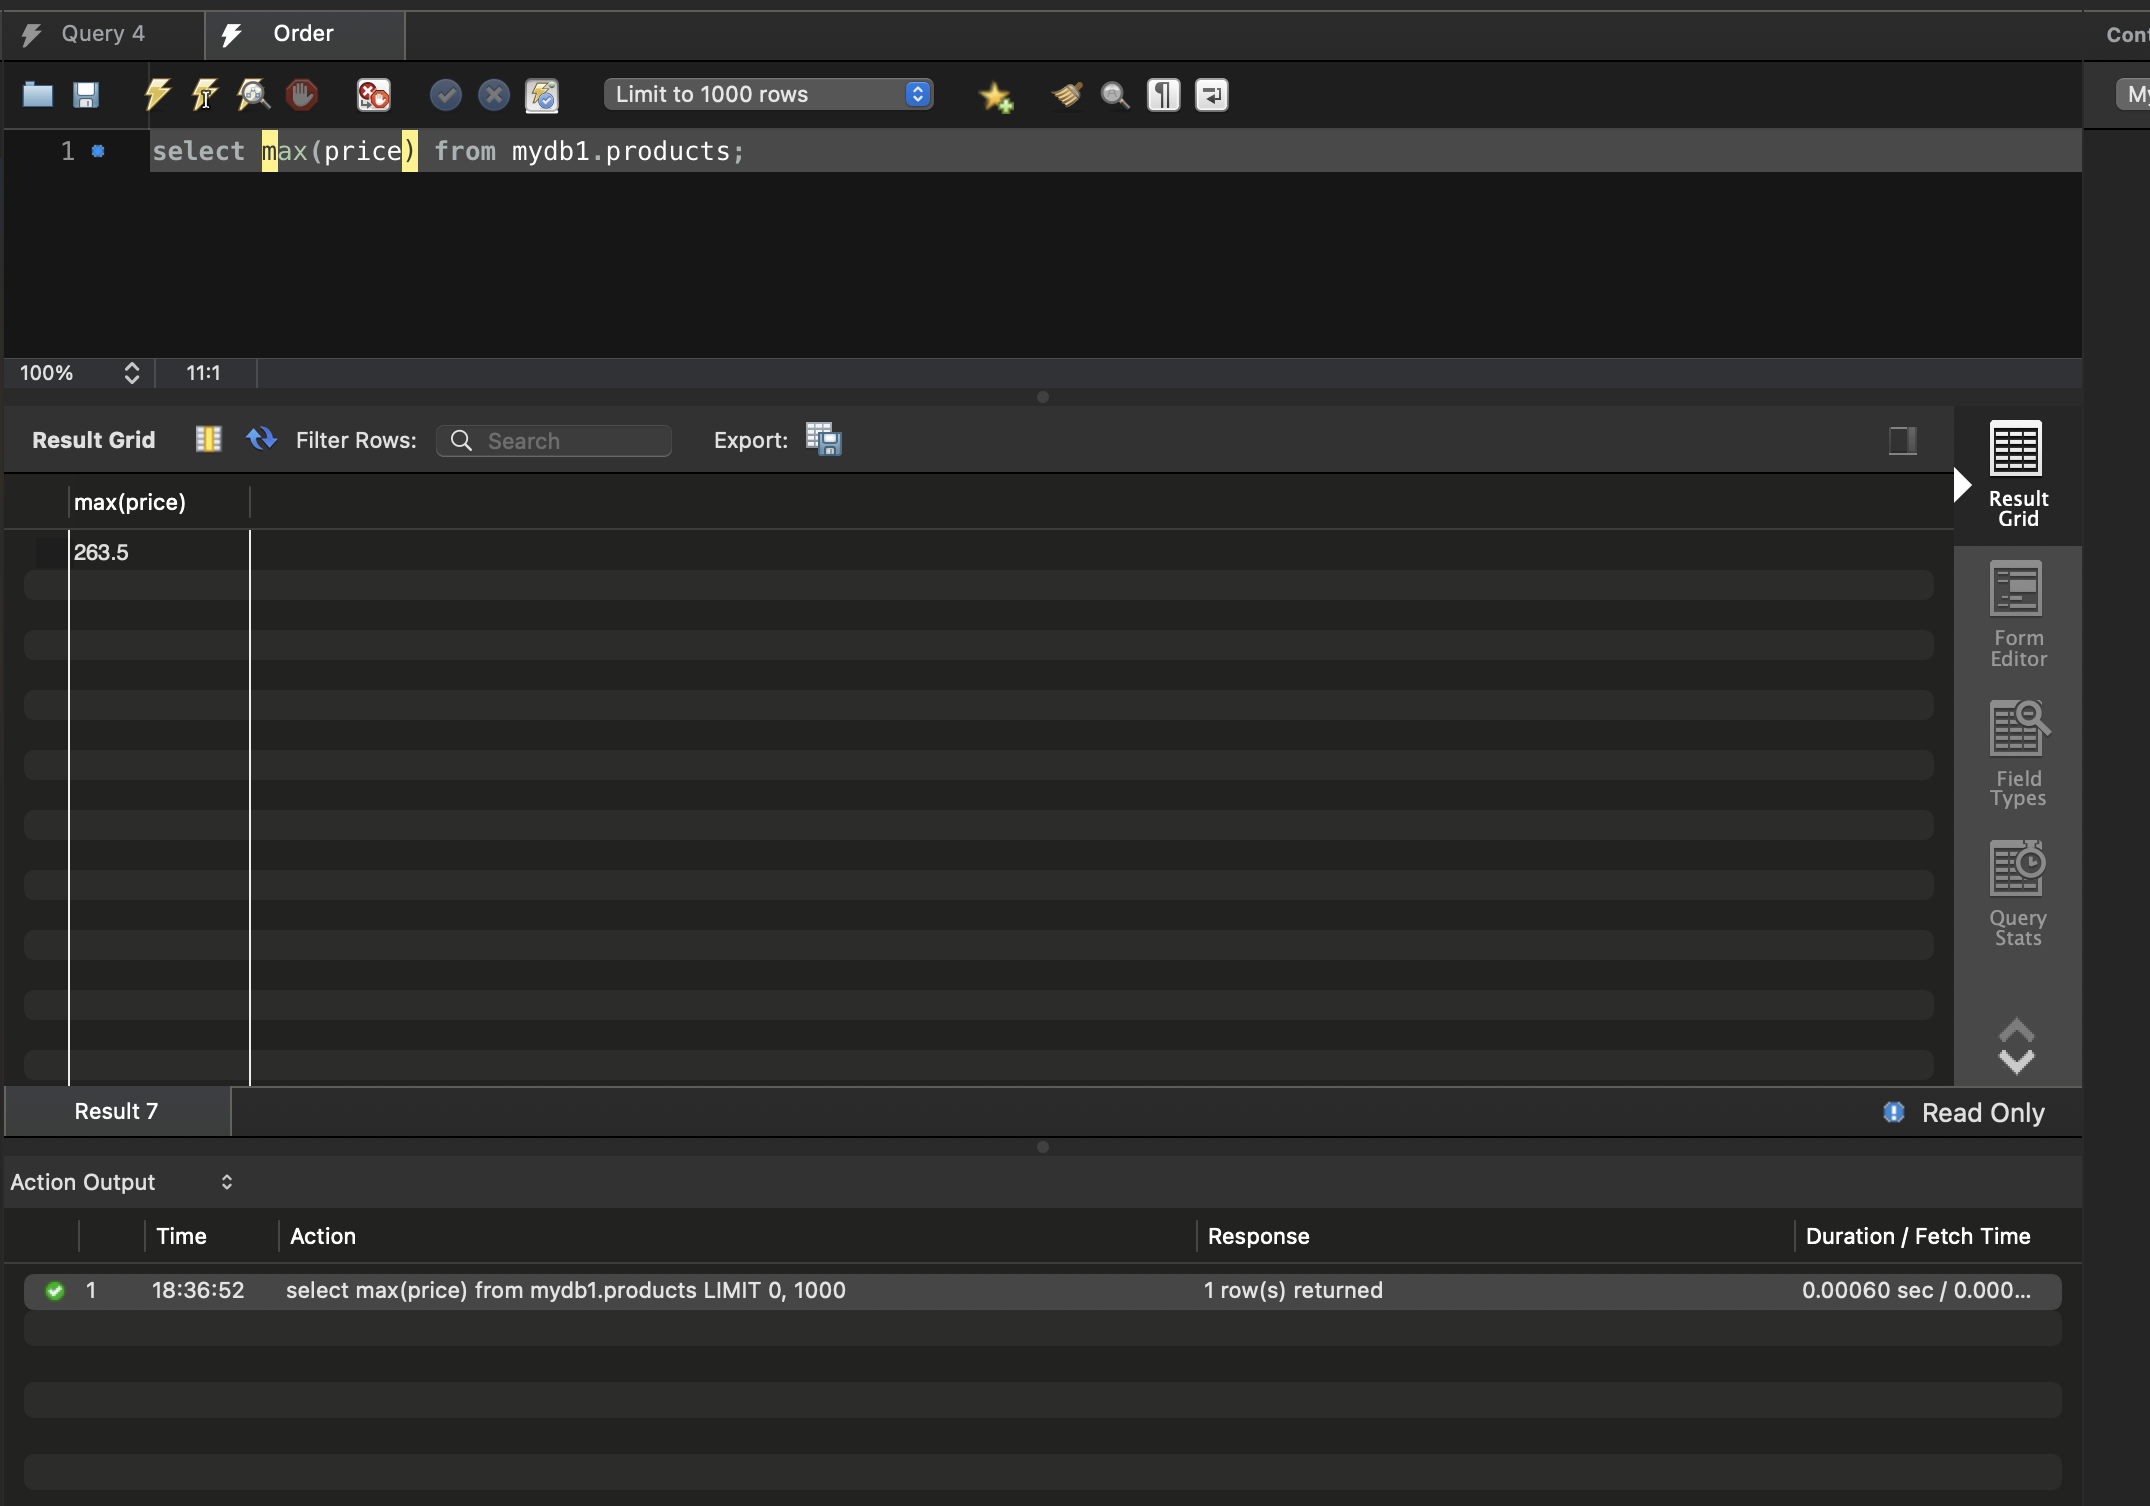 Query 4
Order
Limit to 1000 rows
1 select max(price) from mydb1.products;
100% 11:1
Result Grid Filter Rows: Search Export:
max(price)
263.5
Result
Grid
Form
Editor
Field
Types
Query
Stats
Result 7
Read Only
Action Output
Time Action Response Duration / Fetch Time
1 18:36:52 select max(price) from mydb1.products LIMIT 0, 1000 1 row(s) returned 0.00060 sec / 0.000...